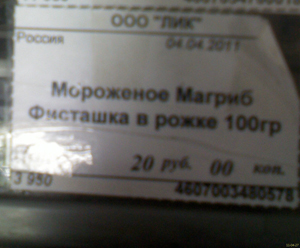 ООО "ЛИК"
Россия 04.04.2011
Мороженое Магриб
Фисташка в рожке 100гр
20 руб. 00 коп.
3 950
4607003480578